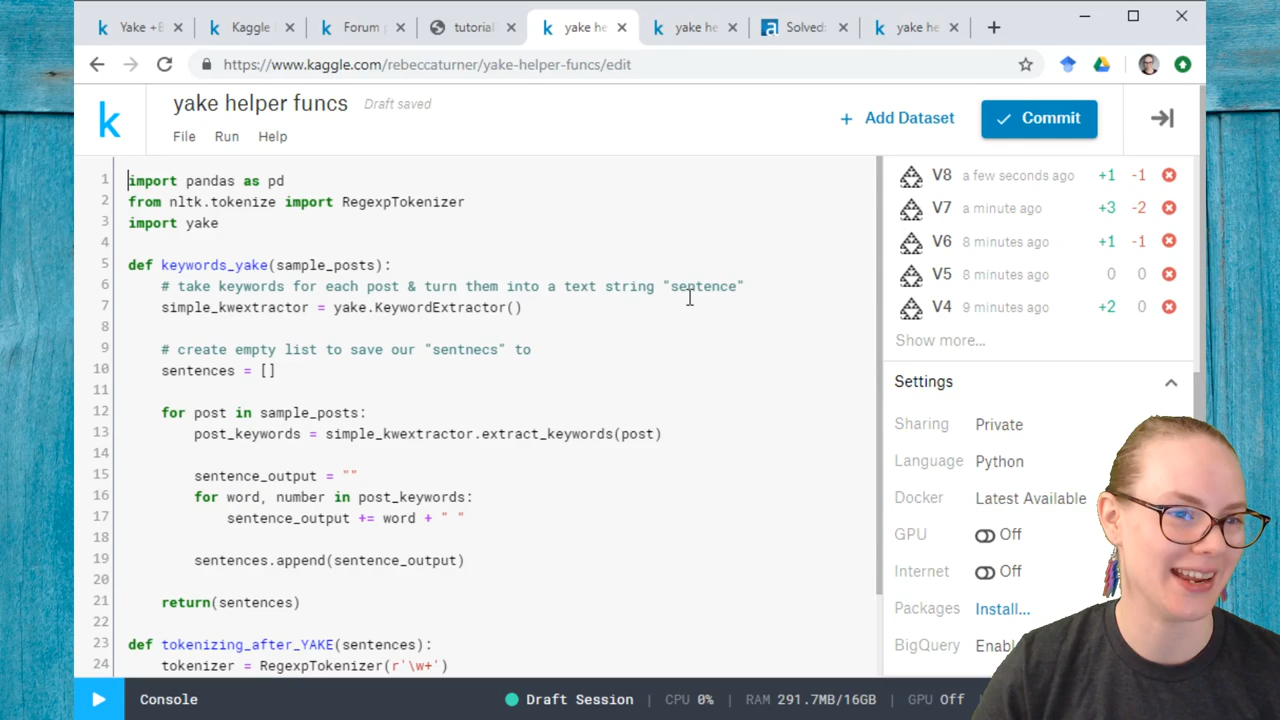 Yake +E
Kaggle
Forum p
tutorial
yake he
yake he
Solved:
yake he
https://www.kaggle.com/rebeccaturner/yake-helper-funcs/edit
k
yake helper funcs Draft saved
File Run Help
+ Add Dataset
Commit
1 import pandas as pd
2 from nltk.tokenize import RegexpTokenizer
3 import yake
4
5 def keywords_yake(sample_posts):
6 # take keywords for each post & turn them into a text string "sentence"
7 simple_kwextractor = yake.KeywordExtractor()
8
9 # create empty list to save our "sentnecs" to
10 sentences = []
11
12 for post in sample_posts:
13 post_keywords = simple_kwextractor.extract_keywords(post)
14
15 sentence_output = ""
16 for word, number in post_keywords:
17 sentence_output += word + " "
18
19 sentences.append(sentence_output)
20
21 return(sentences)
22
23 def tokenizing_after_YAKE(sentences):
24 tokenizer = RegexpTokenizer(r'\w+')
V8 a few seconds ago +1 -1
V7 a minute ago +3 -2
V6 8 minutes ago +1 -1
V5 8 minutes ago 0 0
V4 9 minutes ago +2 0
Show more...
Settings
Sharing Private
Language Python
Docker Latest Available
GPU Off
Internet Off
Packages Install...
BigQuery Enabl
Console
Draft Session | CPU 0% | RAM 291.7MB/16GB | GPU Off